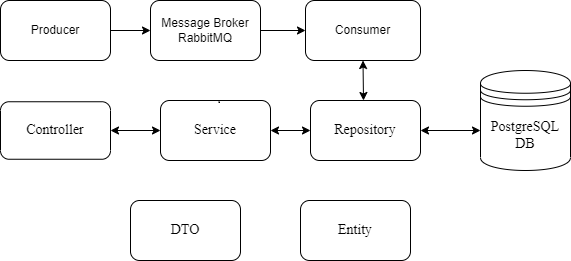 Producer
Message Broker
RabbitMQ
Consumer
Controller
Service
Repository
PostgreSQL
DB
DTO
Entity